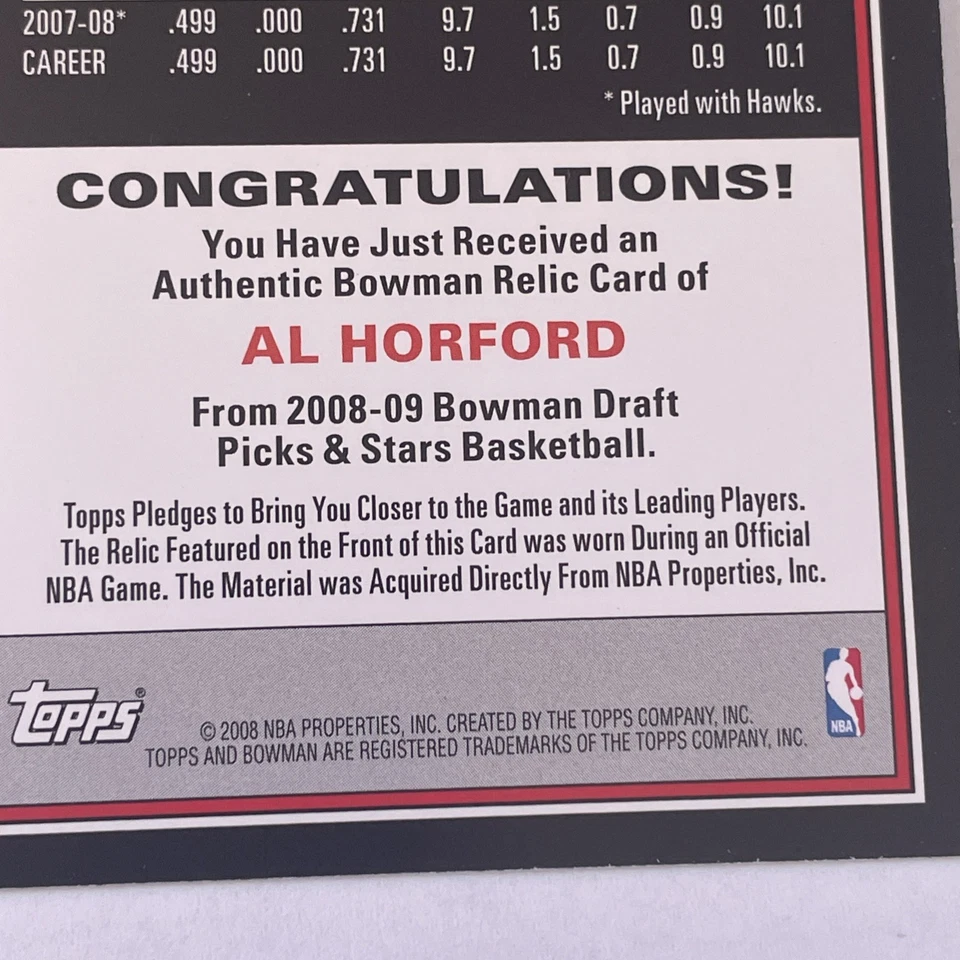 2007-08* .499 .000 .731 9.7 1.5 0.7 0.9 10.1
CAREER .499 .000 .731 9.7 1.5 0.7 0.9 10.1
* Played with Hawks.
CONGRATULATIONS!
You Have Just Received an
Authentic Bowman Relic Card of
AL HORFORD
From 2008-09 Bowman Draft
Picks & Stars Basketball.
Topps Pledges to Bring You Closer to the Game and its Leading Players.
The Relic Featured on the Front of this Card was worn During an Official
NBA Game. The Material was Acquired Directly From NBA Properties, Inc.
topps®
© 2008 NBA PROPERTIES, INC. CREATED BY THE TOPPS COMPANY, INC.
TOPPS AND BOWMAN ARE REGISTERED TRADEMARKS OF THE TOPPS COMPANY, INC.
NBA